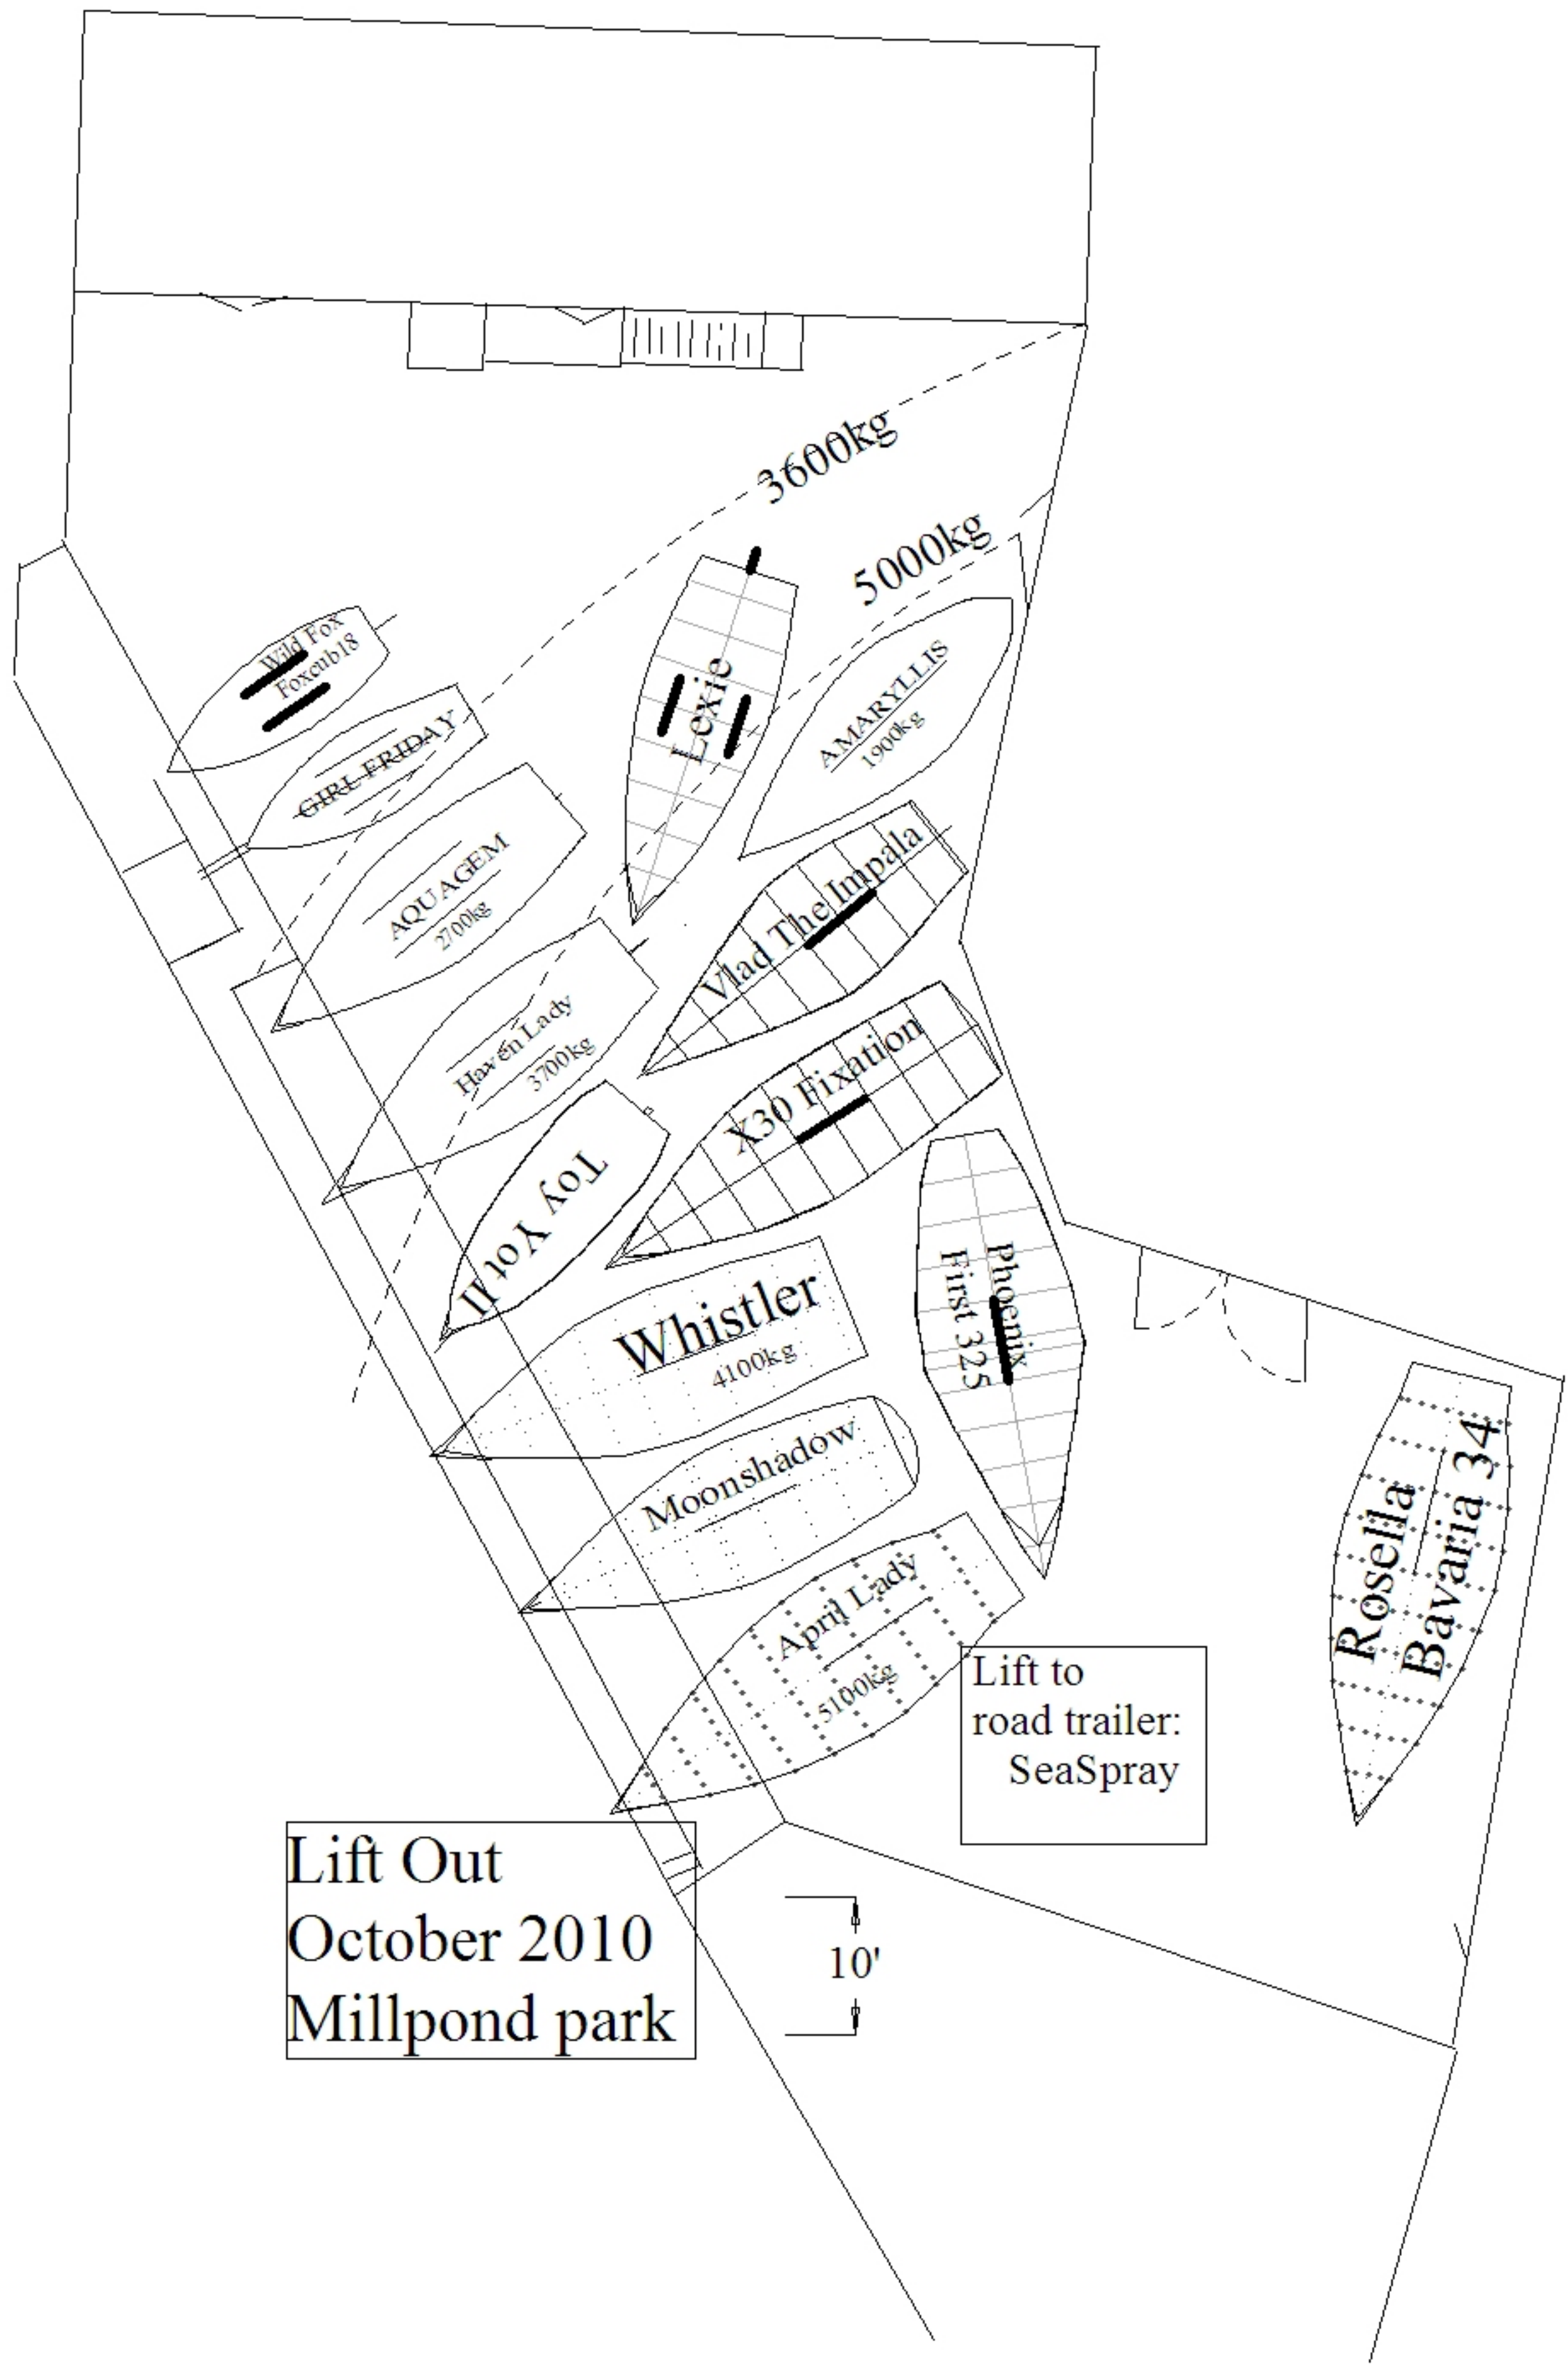 3600kg
5000kg
Wild Fox
Foxcub18
GIRL FRIDAY
Lexie
AMARYLLIS
1900kg
AQUAGEM
2700kg
Vlad The Impala
Haven Lady
3700kg
X30 Fixation
Toy Yot II
Whistler
4100kg
Phoenix
First 325
Moonshadow
Rosella
Bavaria 34
April Lady
5100kg
Lift to
road trailer:
SeaSpray
Lift Out
October 2010
Millpond park
10'